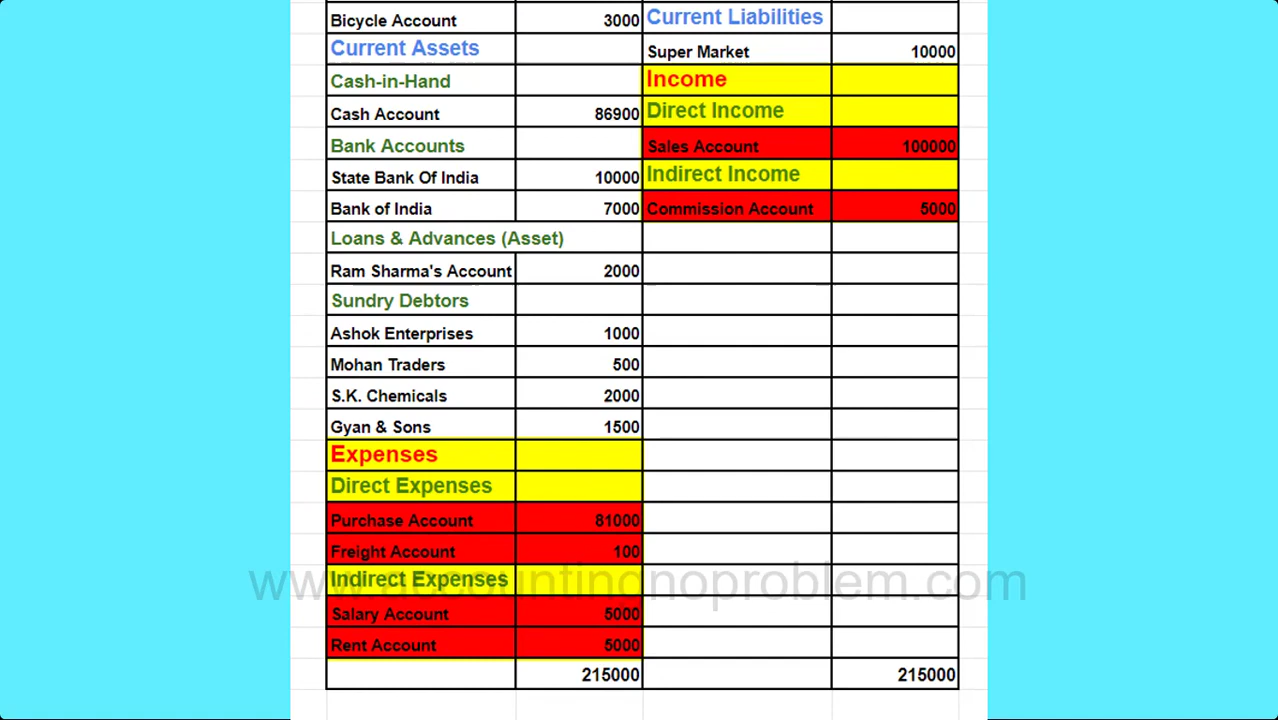 Bicycle Account 3000 Current Liabilities
Current Assets
Super Market 10000
Cash-in-Hand Income
Cash Account 86900 Direct Income
Bank Accounts Sales Account 100000
State Bank Of India 10000 Indirect Income
Bank of India 7000 Commission Account 5000
Loans & Advances (Asset)
Ram Sharma's Account 2000
Sundry Debtors
Ashok Enterprises 1000
Mohan Traders 500
S.K. Chemicals 2000
Gyan & Sons 1500
Expenses
Direct Expenses
Purchase Account 81000
Freight Account 100
Indirect Expenses
www.accountingnoproblem.com
Salary Account 5000
Rent Account 5000
215000 215000